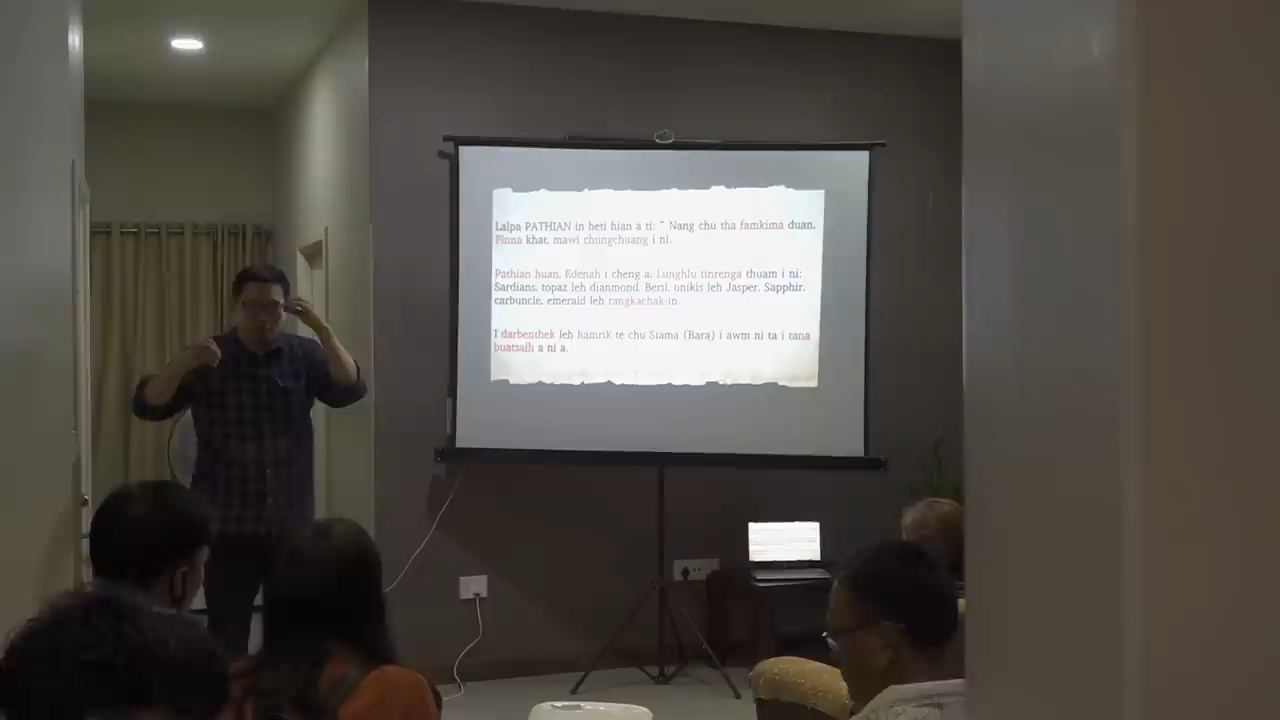 Lalpa PATHIAN in heti hian a ti: " Nang chu tha famkima duan,
Finna khat, mawi chungchuang i ni.
Pathian huan, Edenah i cheng a; Lunghlu tinrenga thuam i ni;
Sardians, topaz leh dianmond, Beril, onikis leh Jasper, Sapphir,
carbuncle, emerald leh rangkachak-in.
I darbenthek leh hamrik te chu Siama (Bara) i awm ni ta i tana
buatsaih a ni a.